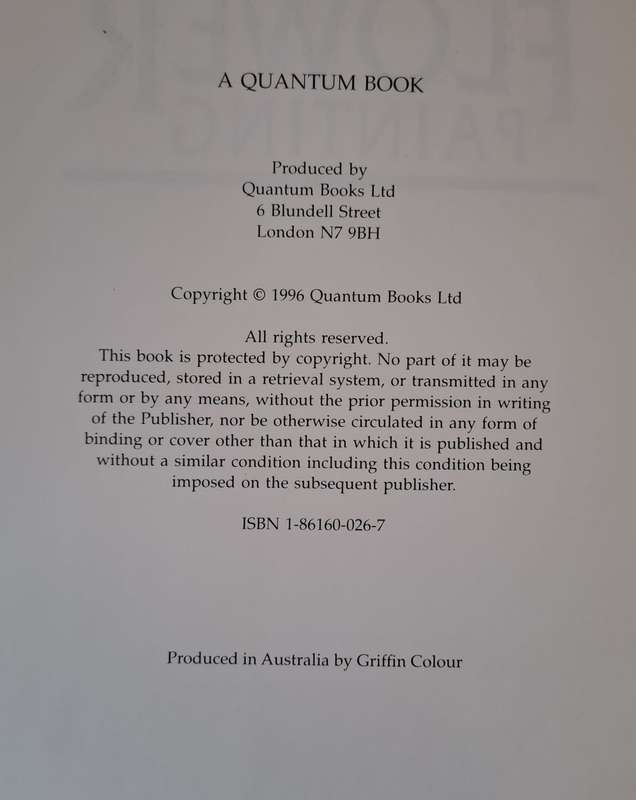 FLOWER
PAINTING
A QUANTUM BOOK
Produced by
Quantum Books Ltd
6 Blundell Street
London N7 9BH
Copyright © 1996 Quantum Books Ltd
All rights reserved.
This book is protected by copyright. No part of it may be
reproduced, stored in a retrieval system, or transmitted in any
form or by any means, without the prior permission in writing
of the Publisher, nor be otherwise circulated in any form of
binding or cover other than that in which it is published and
without a similar condition including this condition being
imposed on the subsequent publisher.
ISBN 1-86160-026-7
Produced in Australia by Griffin Colour